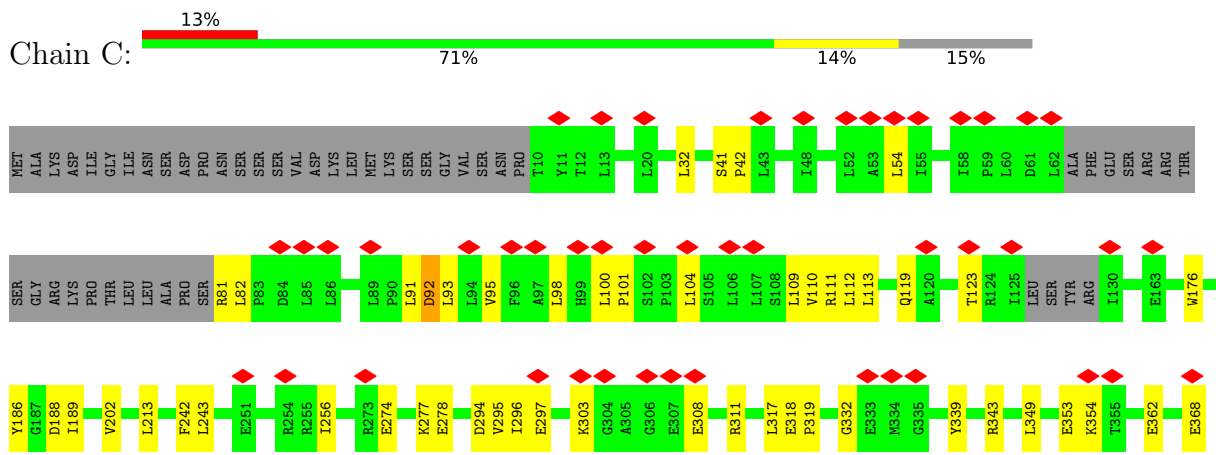 13%
Chain C:
71% 14% 15%
MET ALA LYS ASP ILE GLY ILE ILE ASN SER ASP PRO ASN SER SER SER SER VAL ASP LYS LEU MET LYS SER SER GLY VAL SER ASN PRO T10 Y11 T12 L13 L20 L32 S41 P42 L43 I48 L52 A53 L54 I55 I58 P59 L60 D61 L62 ALA PHE GLU SER ARG ARG THR
SER GLY ARG LYS PRO THR LEU LEU ALA PRO SER R81 L82 P83 D84 L85 L86 L89 P90 L91 D92 L93 L94 V95 P96 A97 L98 H99 L100 P101 S102 P103 L104 S105 L106 L107 S108 L109 V110 R111 L112 L113 Q119 A120 T123 R124 I125 LEU SER TYR ARG I130 E163 W176
Y186 G187 D188 I189 V202 L213 F242 L243 E251 R254 R255 I256 R273 E274 K277 E278 D294 V295 I296 E297 K303 G304 A305 G306 E307 E308 R311 L317 E318 P319 G332 E333 M334 G335 Y339 R343 L349 E353 K354 T355 E362 E368